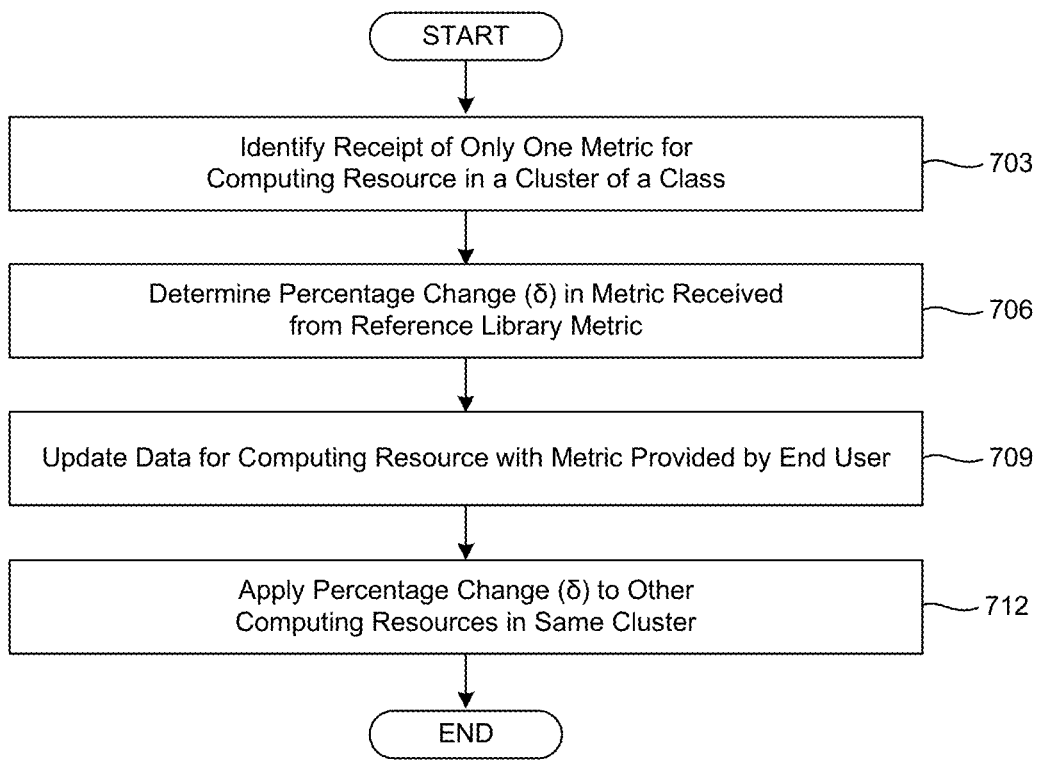 START
Identify Receipt of Only One Metric for
Computing Resource in a Cluster of a Class
703
Determine Percentage Change (δ) in Metric Received
from Reference Library Metric
706
Update Data for Computing Resource with Metric Provided by End User
709
Apply Percentage Change (δ) to Other
Computing Resources in Same Cluster
712
END